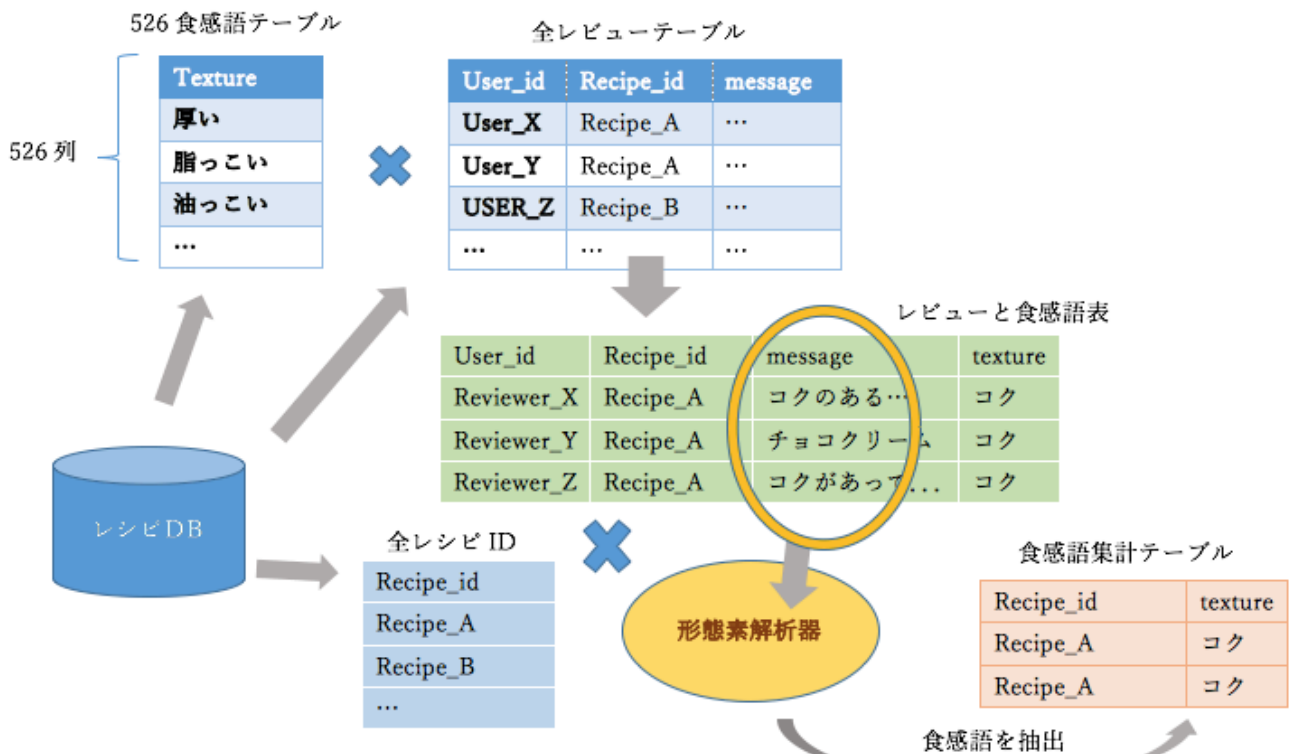 526 食感語テーブル
Texture
厚い
脂っこい
油っこい
…
526 列
全レビューテーブル
User_id Recipe_id message
User_X Recipe_A …
User_Y Recipe_A …
USER_Z Recipe_B …
… … …
レビューと食感語表
User_id Recipe_id message texture
Reviewer_X Recipe_A コクのある… コク
Reviewer_Y Recipe_A チョコクリーム コク
Reviewer_Z Recipe_A コクがあって... コク
レシピDB
全レシピ ID
Recipe_id
Recipe_A
Recipe_B
…
形態素解析器
食感語集計テーブル
Recipe_id texture
Recipe_A コク
Recipe_A コク
食感語を抽出